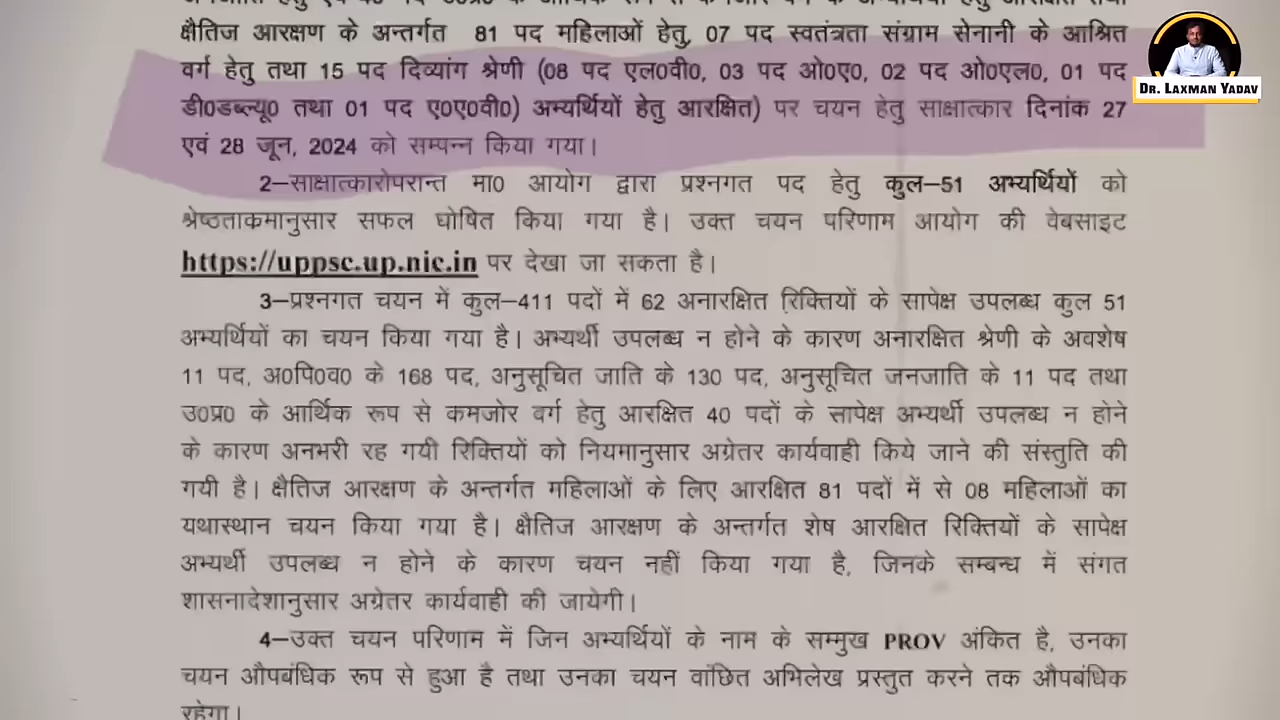 क्षैतिज आरक्षण के अन्तर्गत 81 पद महिलाओं हेतु, 07 पद स्वतंत्रता संग्राम सेनानी के आश्रित
वर्ग हेतु तथा 15 पद दिव्यांग श्रेणी (08 पद एल0वी0, 03 पद ओ0ए0, 02 पद ओ0एल0, 01 पद
डी0डब्ल्यू0 तथा 01 पद ए0ए0वी0) अभ्यर्थियों हेतु आरक्षित) पर चयन हेतु साक्षात्कार दिनांक 27
एवं 28 जून, 2024 को सम्पन्न किया गया।
2–साक्षात्कारोपरान्त मा0 आयोग द्वारा प्रश्नगत पद हेतु कुल–51 अभ्यर्थियों को
श्रेष्ठताक्रमानुसार सफल घोषित किया गया है। उक्त चयन परिणाम आयोग की वेबसाइट
https://uppsc.up.nic.in पर देखा जा सकता है।
3–प्रश्नगत चयन में कुल–411 पदों में 62 अनारक्षित रिक्तियों के सापेक्ष उपलब्ध कुल 51
अभ्यर्थियों का चयन किया गया है। अभ्यर्थी उपलब्ध न होने के कारण अनारक्षित श्रेणी के अवशेष
11 पद, अ0पि0व0 के 168 पद, अनुसूचित जाति के 130 पद, अनुसूचित जनजाति के 11 पद तथा
उ0प्र0 के आर्थिक रूप से कमजोर वर्ग हेतु आरक्षित 40 पदों के सापेक्ष अभ्यर्थी उपलब्ध न होने
के कारण अनभरी रह गयी रिक्तियों को नियमानुसार अग्रेतर कार्यवाही किये जाने की संस्तुति की
गयी है। क्षैतिज आरक्षण के अन्तर्गत महिलाओं के लिए आरक्षित 81 पदों में से 08 महिलाओं का
यथास्थान चयन किया गया है। क्षैतिज आरक्षण के अन्तर्गत शेष आरक्षित रिक्तियों के सापेक्ष
अभ्यर्थी उपलब्ध न होने के कारण चयन नहीं किया गया है, जिनके सम्बन्ध में संगत
शासनादेशानुसार अग्रेतर कार्यवाही की जायेगी।
4–उक्त चयन परिणाम में जिन अभ्यर्थियों के नाम के सम्मुख PROV अंकित है, उनका
चयन औपबंधिक रूप से हुआ है तथा उनका चयन वांछित अभिलेख प्रस्तुत करने तक औपबंधिक
रहेगा।
DR. LAXMAN YADAV